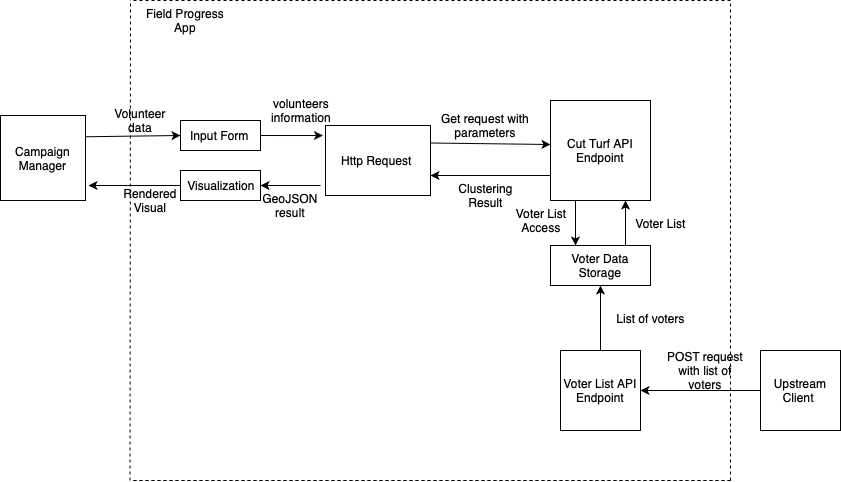 Field Progress
App
Volunteer
data
volunteers
information
Get request with
parameters
Campaign
Manager
Input Form
Http Request
Cut Turf API
Endpoint
Visualization
Rendered
Visual
GeoJSON
result
Clustering
Result
Voter List
Access
Voter List
Voter Data
Storage
List of voters
Voter List API
Endpoint
POST request
with list of
voters
Upstream
Client